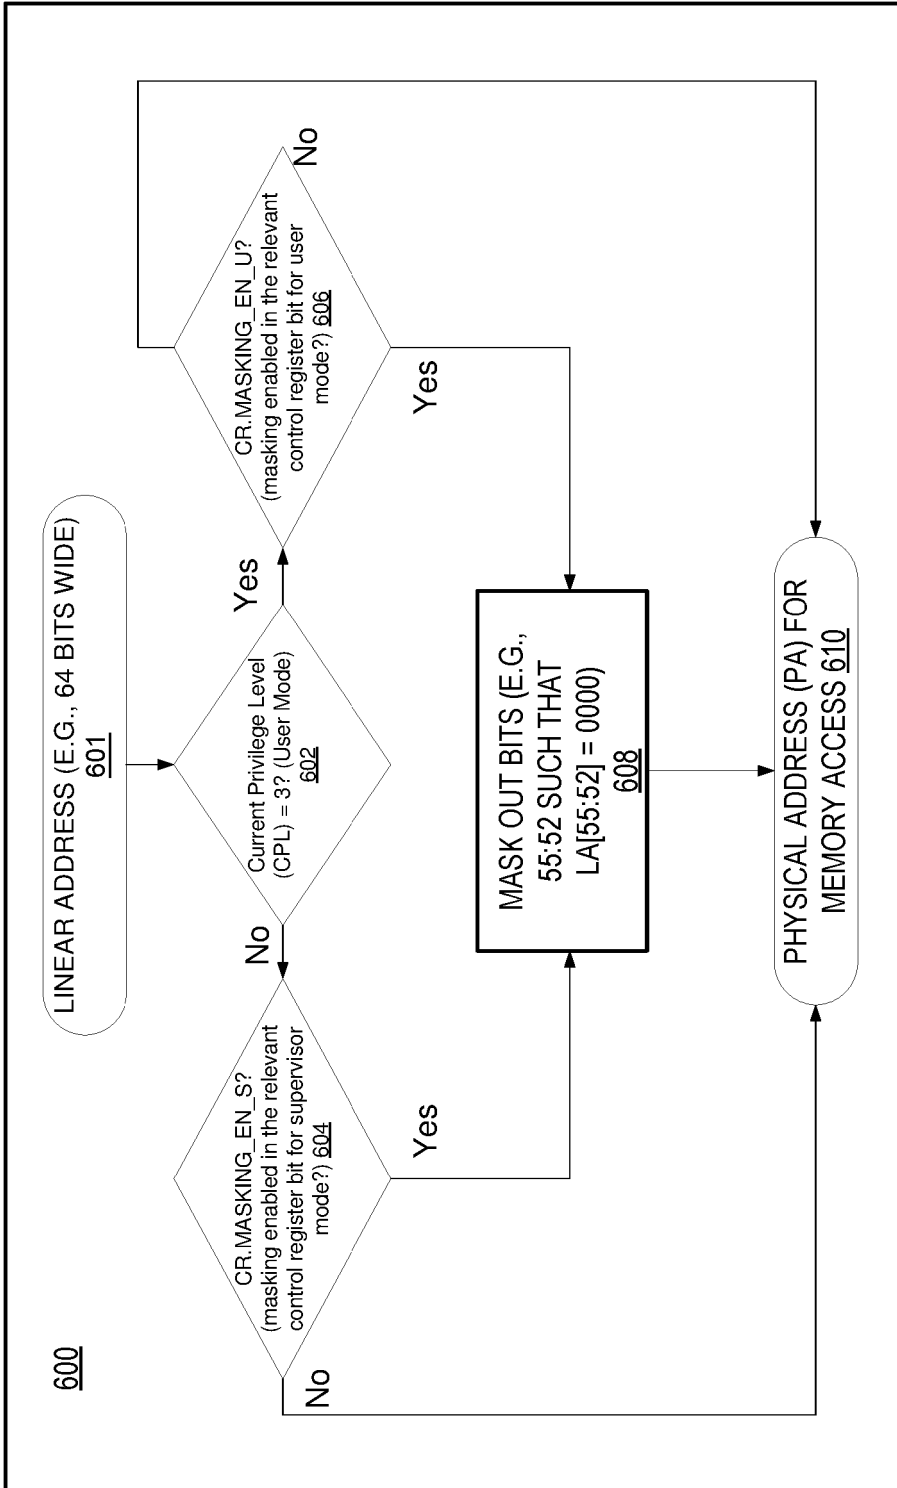 600
LINEAR ADDRESS (E.G., 64 BITS WIDE)
601
Current Privilege Level
(CPL) = 3? (User Mode)
602
No
Yes
CR.MASKING_EN_S?
(masking enabled in the relevant
control register bit for supervisor
mode?) 604
CR.MASKING_EN_U?
(masking enabled in the relevant
control register bit for user
mode?) 606
No
Yes
Yes
No
MASK OUT BITS (E.G.,
55:52 SUCH THAT
LA[55:52] = 0000)
608
PHYSICAL ADDRESS (PA) FOR
MEMORY ACCESS 610